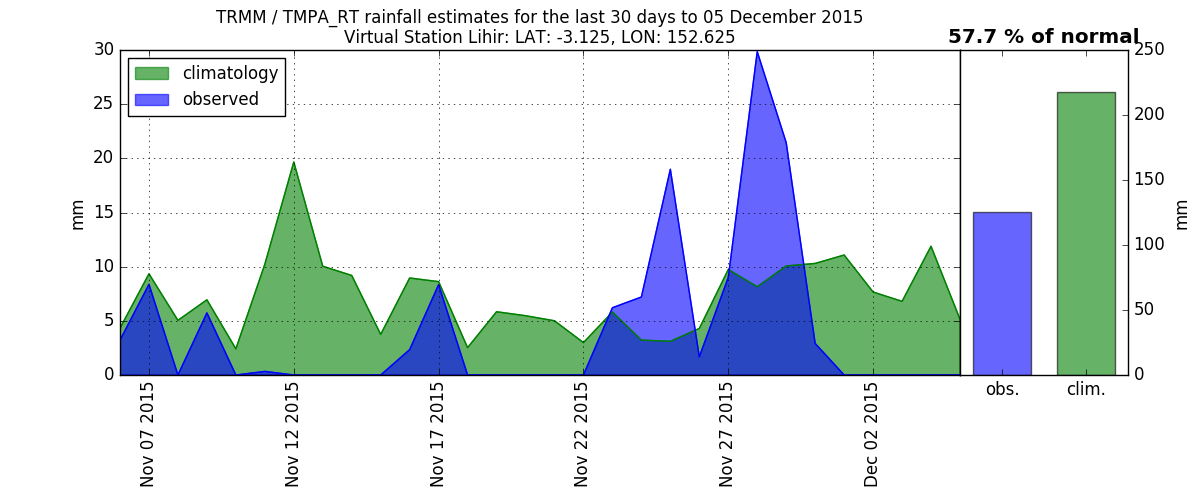 TRMM / TMPA_RT rainfall estimates for the last 30 days to 05 December 2015
Virtual Station Lihir: LAT: -3.125, LON: 152.625
57.7 % of normal
climatology
observed
mm
30
25
20
15
10
5
0
Nov 07 2015
Nov 12 2015
Nov 17 2015
Nov 22 2015
Nov 27 2015
Dec 02 2015
obs.
clim.
250
200
150
100
50
0
mm